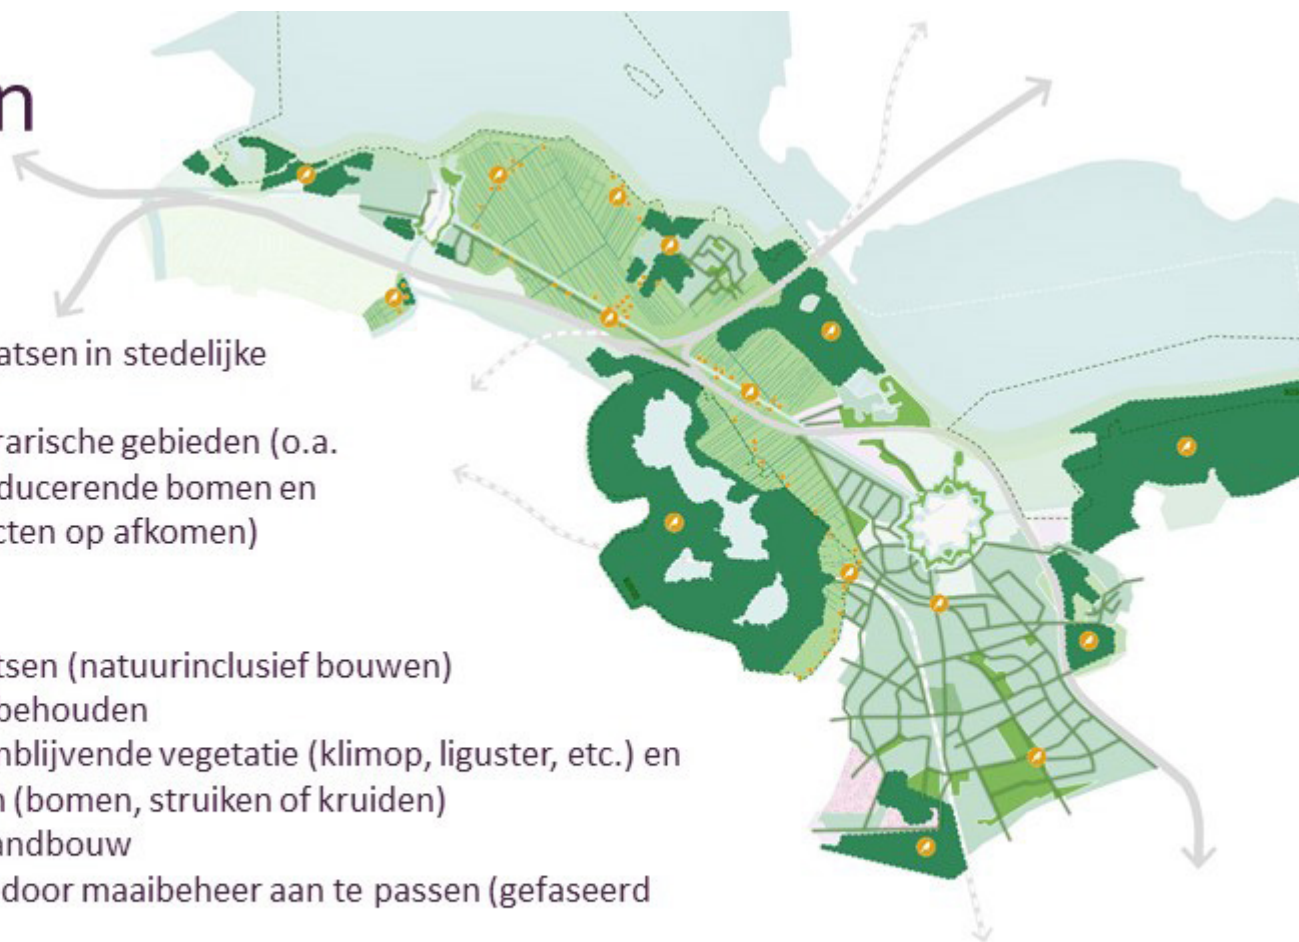 n
atsen in stedelijke
rarische gebieden (o.a.
ducerende bomen en
cten op afkomen)
tsen (natuurinclusief bouwen)
behouden
nblijvende vegetatie (klimop, liguster, etc.) en
n (bomen, struiken of kruiden)
andbouw
door maaibeheer aan te passen (gefaseerd